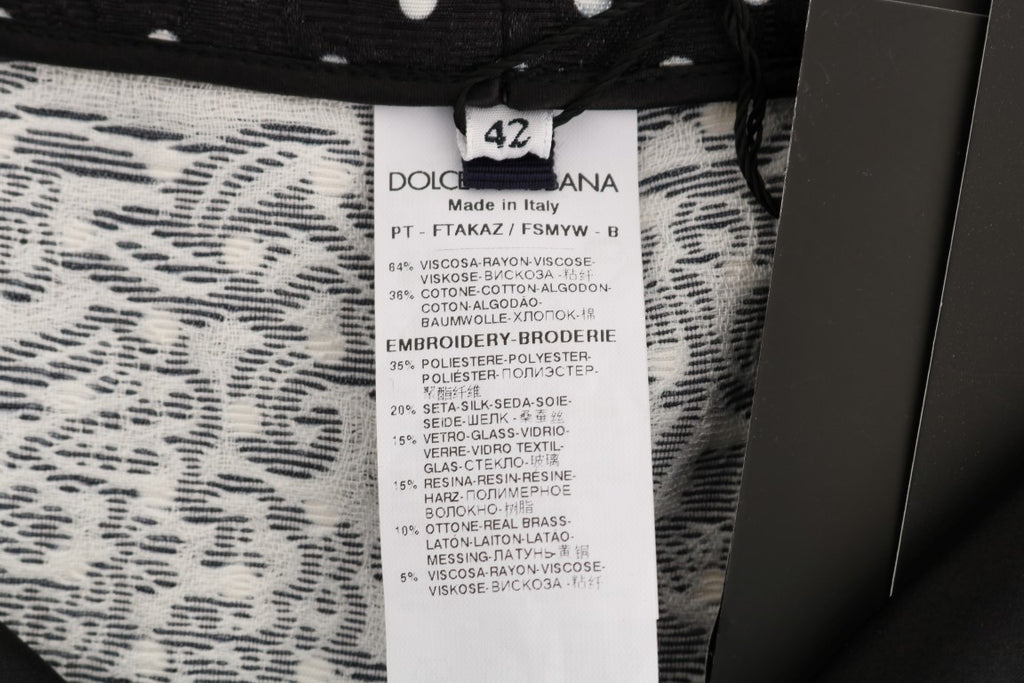 42
DOLCE BANA
Made in Italy
PT - FTAKAZ / FSMYW - B
64% VISCOSA-RAYON-VISCOSE-
VISKOSE-ВИСКОЗА -粘纤
36% COTONE-COTTON-ALGODON-
COTON-ALGODÃO-
BAUMWOLLE-ХЛОПОК-棉
EMBROIDERY-BRODERIE
35% POLIESTERE-POLYESTER-
POLIÉSTER-ПОЛИЭСТЕР-
聚酯纤维
20% SETA-SILK-SEDA-SOIE-
SEIDE-ШЕЛК -桑蚕丝
15% VETRO-GLASS-VIDRIO-
VERRE-VIDRO TEXTIL-
GLAS-СТЕКЛО-玻璃
15% RESINA-RESIN-RÉSINE-
HARZ-ПОЛИМЕРНОЕ
ВОЛОКНО-树脂
10% OTTONE-REAL BRASS-
LATÓN-LAITON-LATÃO-
MESSING-ЛАТУНЬ-黄铜
5% VISCOSA-RAYON-VISCOSE-
VISKOSE-ВИСКОЗА -粘纤